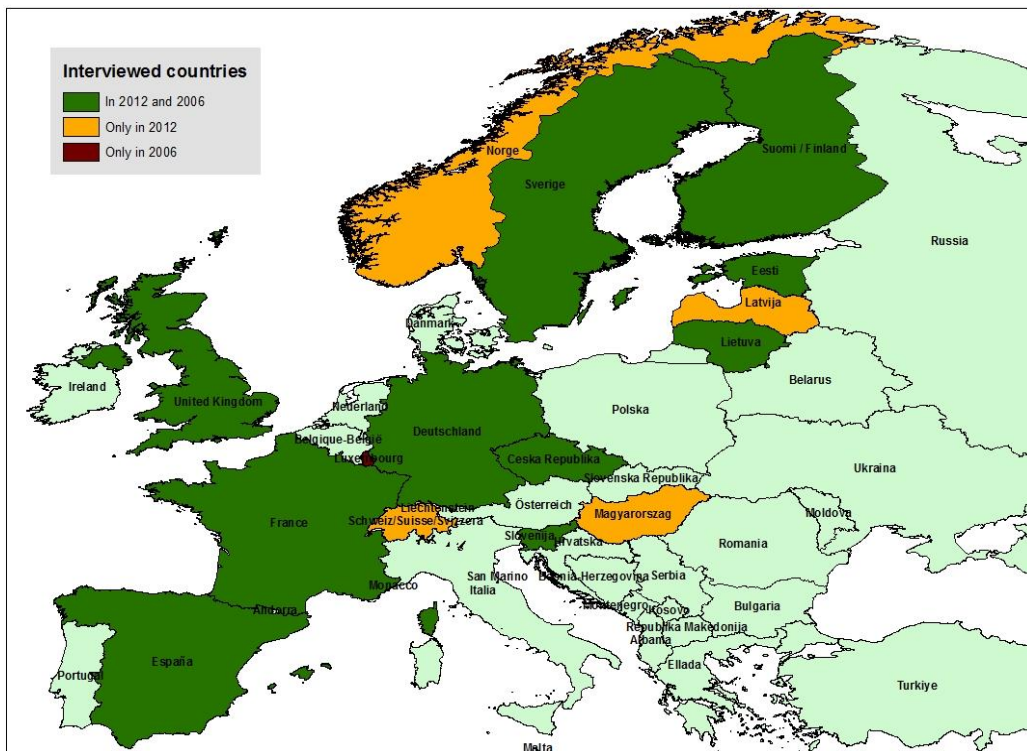 Interviewed countries
In 2012 and 2006
Only in 2012
Only in 2006
Norge
Suomi / Finland
Sverige
Russia
Eesti
Latvija
Danmark
Lietuva
Belarus
Ireland
United Kingdom
Nederland
Polska
Deutschland
Belgique-België
Luxembourg
Ceska Republika
Ukraina
Slovenska Republika
Liechtenstein
Österreich
Magyarország
Moldova
France
Schweiz/Suisse/Svizzera
Slovenija
Hrvatska
Romania
Monacco
San Marino
Italia
Bosnia-Herzegovina
Serbia
Andorra
Montenegro
Kosovo
Bulgaria
Republika Makedonija
Albania
España
Portugal
Ellada
Turkiye
Malta